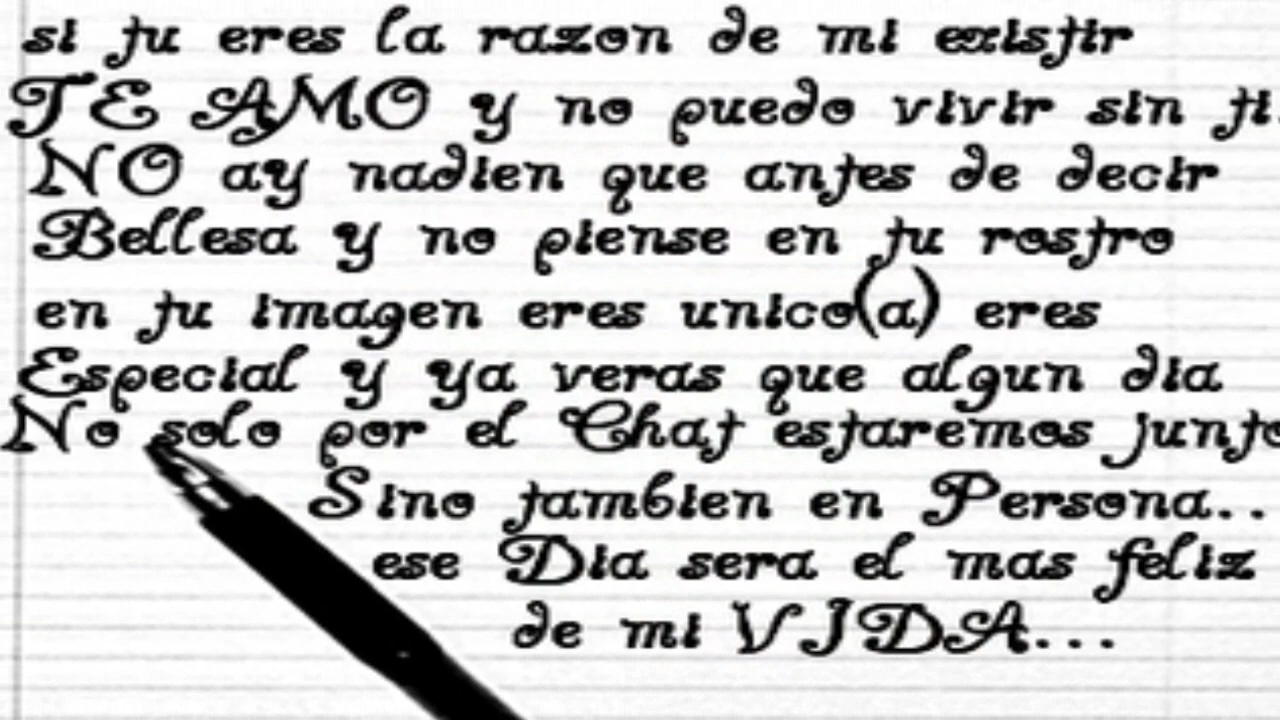 si tu eres la razon de mi existir
TE AMO y no puedo vivir sin ti.
NO ay nadien que antes de decir
Bellesa y no piense en tu rostro
en tu imagen eres unico(a) eres
Especial y ya veras que algun dia
No solo por el Chat estaremos junto
Sino tambien en Persona..
ese Dia sera el mas feliz
de mi VIDA...